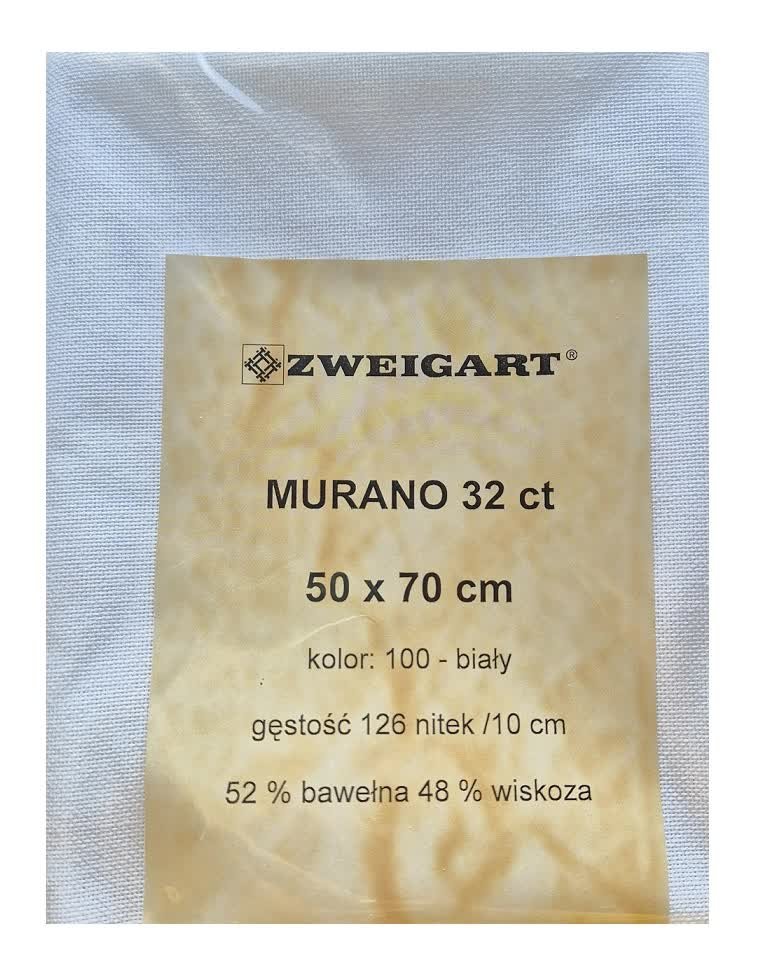 ZWEIGART®
MURANO 32 ct
50 x 70 cm
kolor: 100 - biały
gęstość 126 nitek /10 cm
52 % bawełna 48 % wiskoza